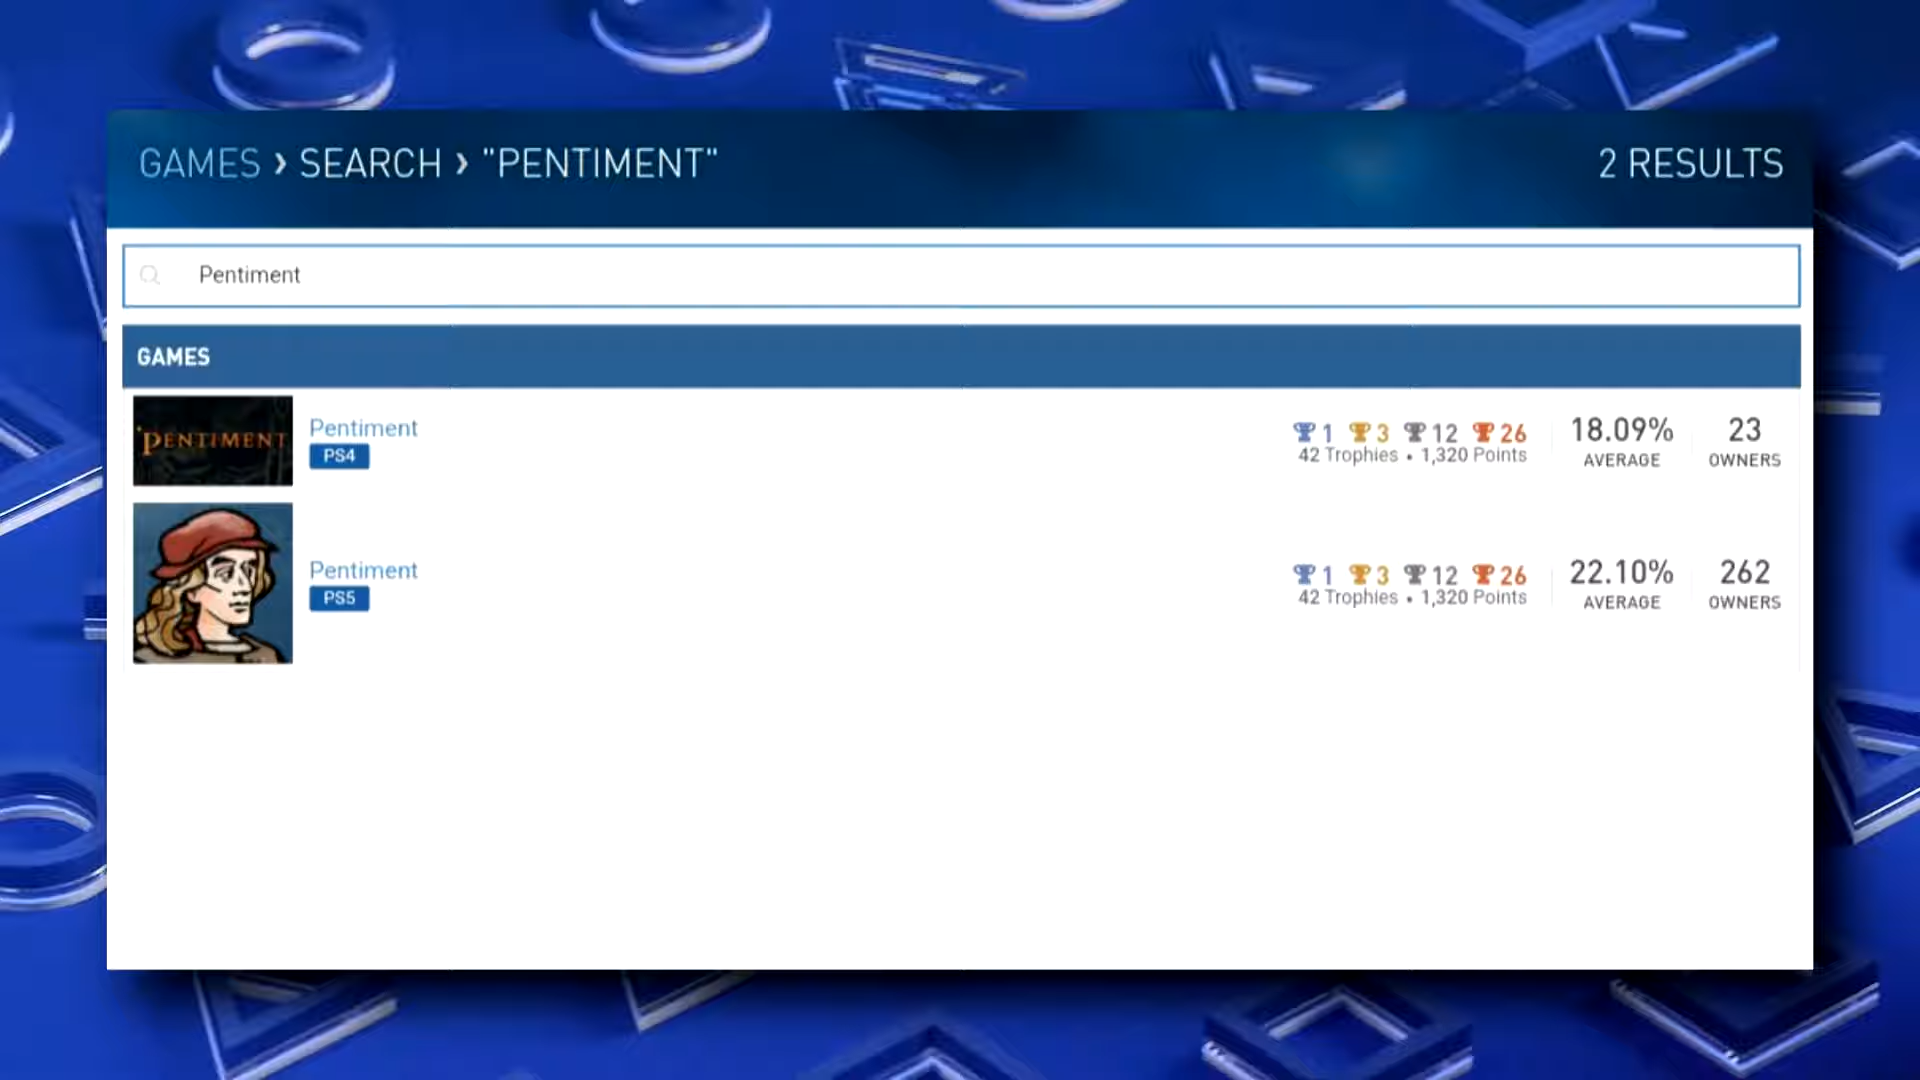 GAMES › SEARCH › "PENTIMENT"
2 RESULTS
Pentiment
GAMES
PENTIMENT
Pentiment
PS4
1 3 12 26
42 Trophies • 1,320 Points
18.09%
AVERAGE
23
OWNERS
Pentiment
PS5
1 3 12 26
42 Trophies • 1,320 Points
22.10%
AVERAGE
262
OWNERS